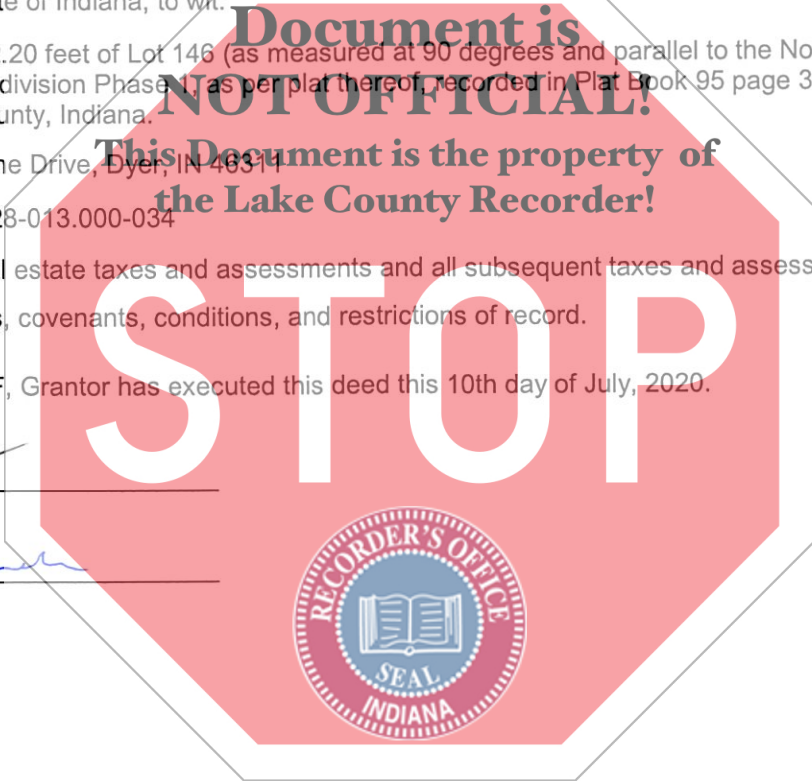 te of Indiana, to wit:
Document is
.20 feet of Lot 146 (as measured at 90 degrees and parallel to the No
NOT OFFICIAL!
division Phase 1, as per plat thereof, recorded in Plat Book 95 page 3
unty, Indiana.
This Document is the property of
ne Drive, Dyer, IN 46311
the Lake County Recorder!
28-013.000-034
l estate taxes and assessments and all subsequent taxes and assess
s, covenants, conditions, and restrictions of record.
STOP
F, Grantor has executed this deed this 10th day of July, 2020.
RECORDER'S OFFICE
SEAL
INDIANA